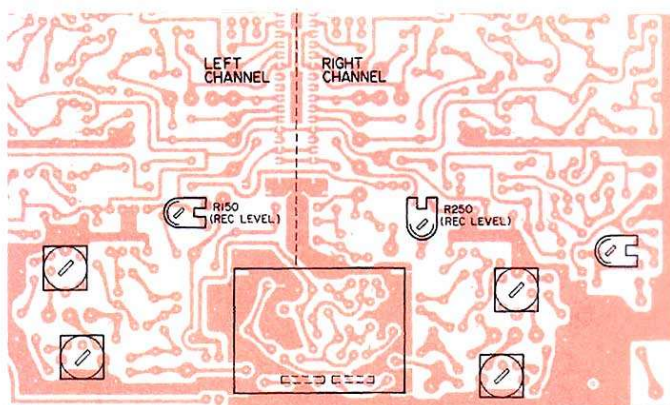 LEFT
CHANNEL
RIGHT
CHANNEL
R150
(REC LEVEL)
R250
(REC LEVEL)